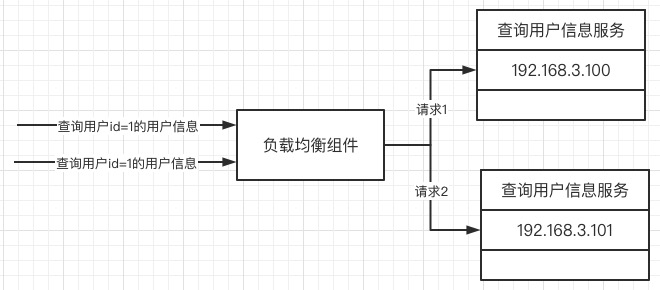 查询用户信息服务
192.168.3.100
请求1
查询用户id=1的用户信息
负载均衡组件
查询用户id=1的用户信息
请求2
查询用户信息服务
192.168.3.101